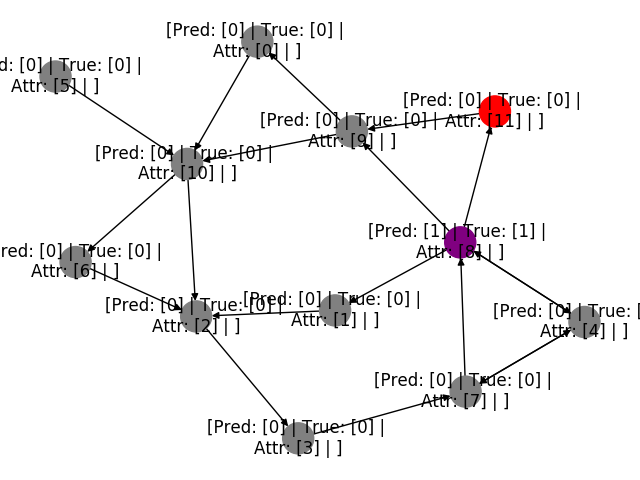 [Pred: [0] | True: [0] |
Attr: [0] | ]
d: [0] | True: [0] |
Attr: [5] | ]
[Pred: [0] | True: [0] |
Attr: [11] | ]
[Pred: [0] | True: [0] |
Attr: [9] | ]
[Pred: [0] | True: [0] |
Attr: [10] | ]
[Pred: [1] | True: [1] |
Attr: [8] | ]
red: [0] | True: [0] |
Attr: [6] | ]
[Pred: [0] | True: [0] |
Attr: [2] | ]
[Pred: [0] | True: [0] |
Attr: [1] | ]
[Pred: [0] | True: [
Attr: [4] | ]
[Pred: [0] | True: [0] |
Attr: [7] | ]
[Pred: [0] | True: [0] |
Attr: [3] | ]